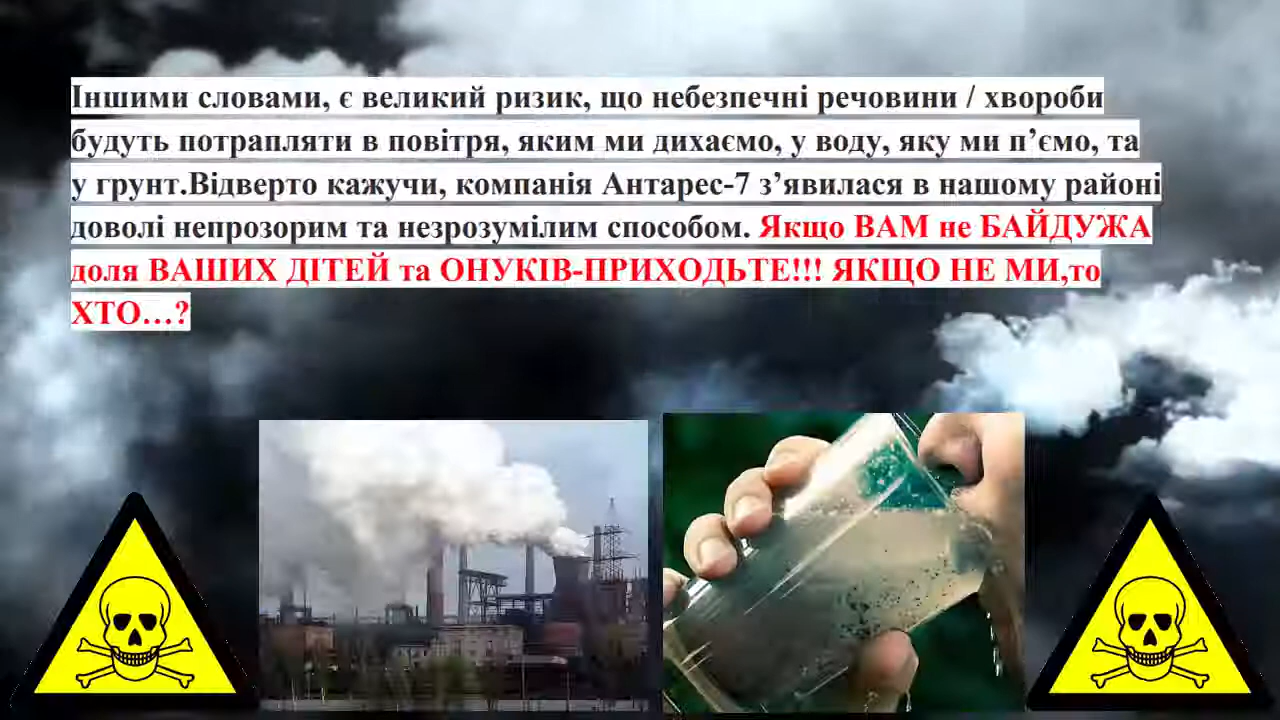 Іншими словами, є великий ризик, що небезпечні речовини / хвороби
будуть потрапляти в повітря, яким ми дихаємо, у воду, яку ми п’ємо, та
у грунт.Відверто кажучи, компанія Антарес-7 з’явилася в нашому районі
доволі непрозорим та незрозумілим способом. Якщо ВАМ не БАЙДУЖА
доля ВАШИХ ДІТЕЙ та ОНУКІВ-ПРИХОДЬТЕ!!! ЯКЩО НЕ МИ,то
ХТО…?